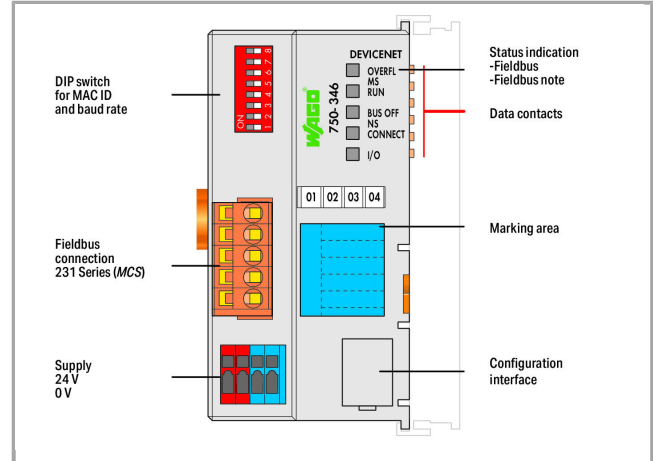 DIP switch
for MAC ID
and baud rate
Fieldbus
connection
231 Series (MCS)
Supply
24 V
0 V
ON
1 2 3 4 5 6 7 8
WAGO
750-346
DEVICENET
OVERFL
MS
RUN
BUS OFF
NS
CONNECT
I/O
01 02 03 04
Status indication
-Fieldbus
-Fieldbus note
Data contacts
Marking area
Configuration
interface